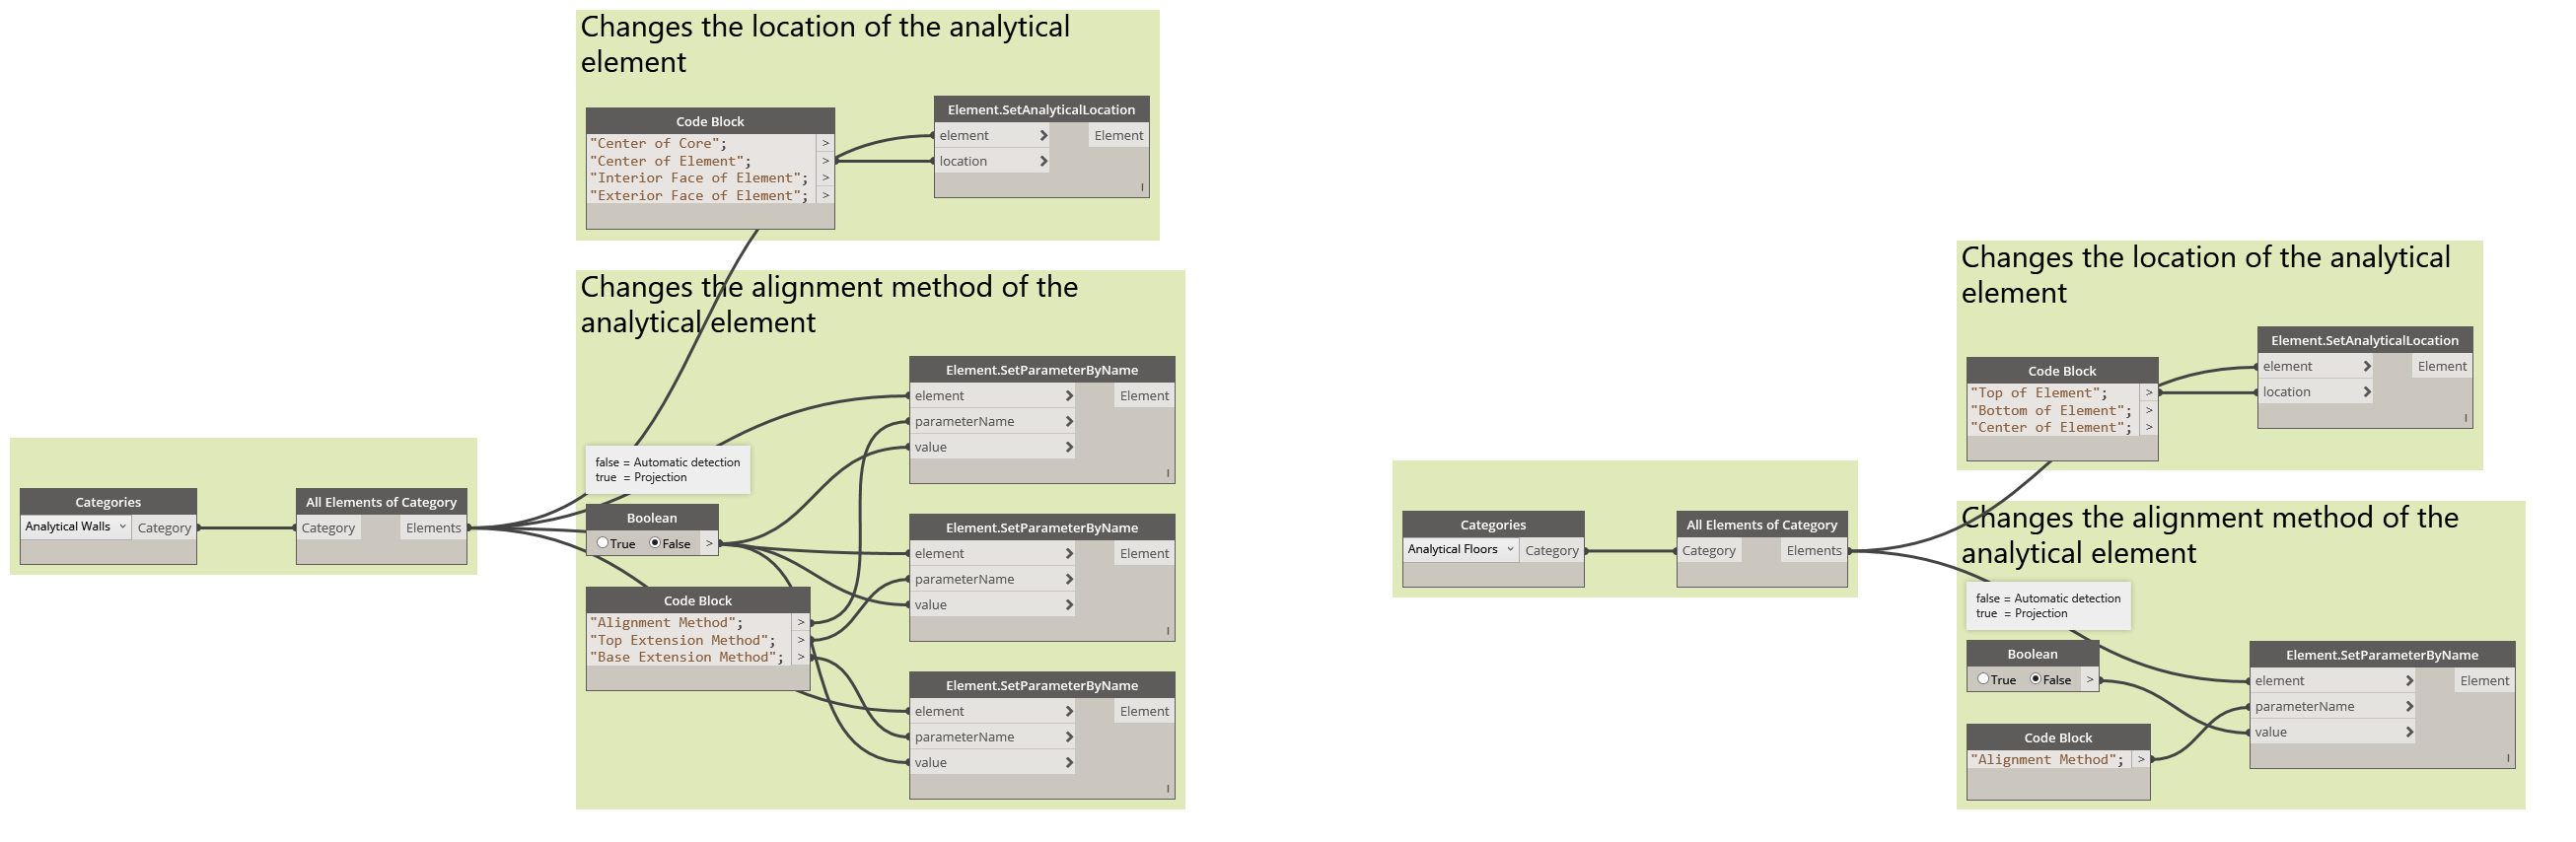 Changes the location of the analytical
element
Code Block
"Center of Core";
>
"Center of Element";
>
"Interior Face of Element";
>
"Exterior Face of Element";
>
Element.SetAnalyticalLocation
element
Element
location
Changes the alignment method of the
analytical element
Categories
Analytical Walls
Category
All Elements of Category
Category
Elements
false = Automatic detection
true = Projection
Boolean
True
False
>
Code Block
"Alignment Method";
>
"Top Extension Method";
>
"Base Extension Method";
>
Element.SetParameterByName
element
Element
parameterName
value
Element.SetParameterByName
element
Element
parameterName
value
Element.SetParameterByName
element
Element
parameterName
value
Categories
Analytical Floors
Category
All Elements of Category
Category
Elements
Changes the location of the analytical
element
Code Block
"Top of Element";
>
"Bottom of Element";
>
"Center of Element";
>
Element.SetAnalyticalLocation
element
Element
location
Changes the alignment method of the
analytical element
false = Automatic detection
true = Projection
Boolean
True
False
>
Code Block
"Alignment Method";
>
Element.SetParameterByName
element
Element
parameterName
value